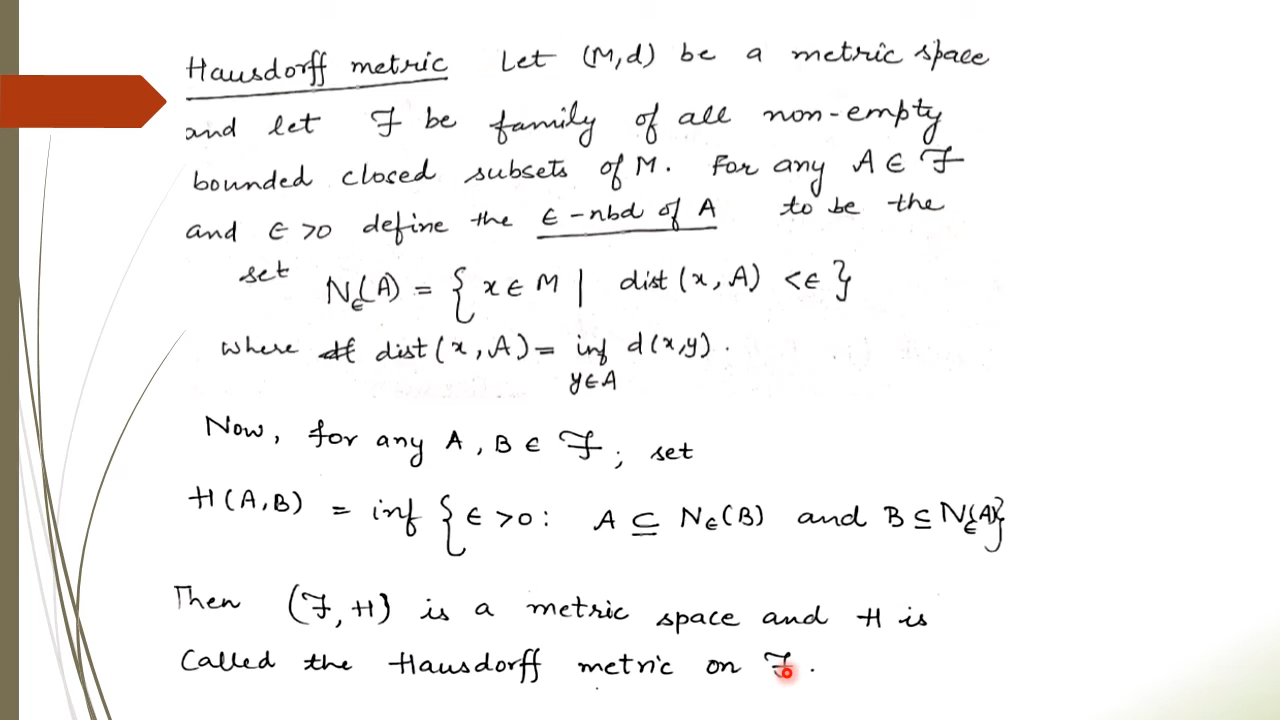 Hausdorff metric Let (M,d) be a metric space
and let ℱ be family of all non-empty
bounded closed subsets of M. For any A ∈ ℱ
and ϵ >0 define the ϵ-nbd of A to be the
set N_ϵ(A) = { x ∈ M | dist (x, A) < ϵ }
where dist (x, A) = inf d(x,y).
y∈A
Now, for any A, B ∈ ℱ; set
H(A,B) = inf { ϵ >0: A ⊆ N_ϵ(B) and B ⊆ N_ϵ(A)}
Then (ℱ, H) is a metric space and H is
called the Hausdorff metric on ℱ.